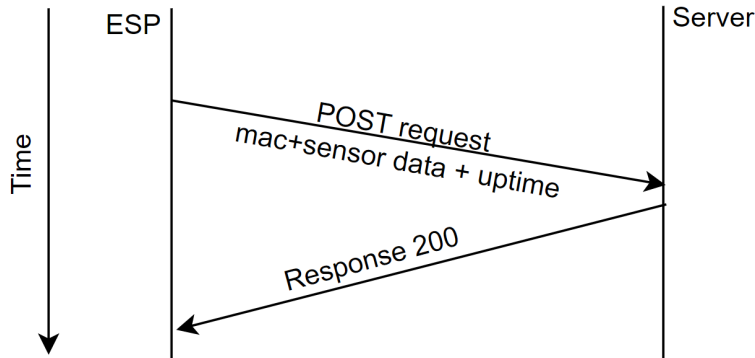 ESP
Server
Time
POST request
mac+sensor data + uptime
Response 200